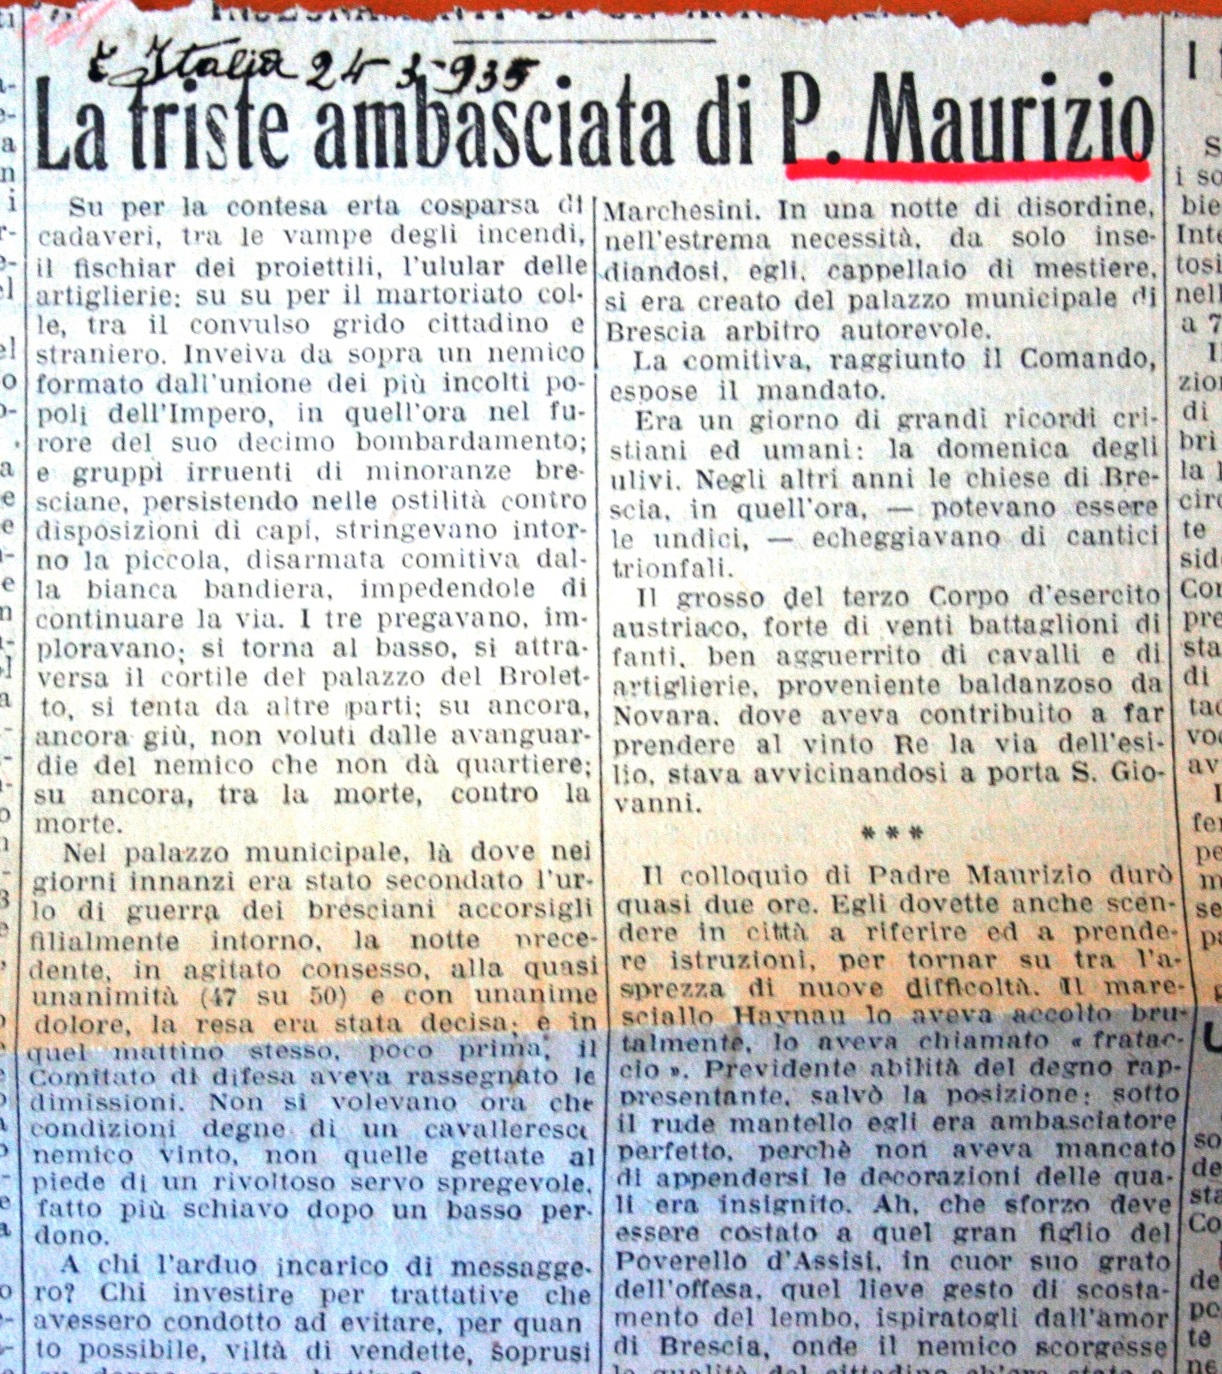 Italia 24-3-935
La triste ambasciata di P. Maurizio
Su per la contesa erta cosparsa di
cadaveri, tra le vampe degli incendi,
il fischiar dei proiettili, l'ulular delle
artiglierie; su su per il martoriato col-
le, tra il convulso grido cittadino e
straniero. Inveiva da sopra un nemico
formato dall'unione dei più incolti po-
poli dell'Impero, in quell'ora nel fu-
rore del suo decimo bombardamento;
e gruppi irruenti di minoranze bre-
sciane, persistendo nelle ostilità contro
disposizioni di capi, stringevano intor-
no la piccola, disarmata comitiva dal-
la bianca bandiera, impedendole di
continuare la via. I tre pregavano, im-
ploravano; si torna al basso, si attra-
versa il cortile del palazzo del Brolet-
to, si tenta da altre parti; su ancora,
ancora giù, non voluti dalle avanguar-
die del nemico che non dà quartiere;
su ancora, tra la morte, contro la
morte.
Nel palazzo municipale, là dove nei
giorni innanzi era stato secondato l'ur-
lo di guerra dei bresciani accorsigli
filialmente intorno, la notte prece-
dente, in agitato consesso, alla quasi
unanimità (47 su 50) e con unanime
dolore, la resa era stata decisa; e in
quel mattino stesso, poco prima, il
Comitato di difesa aveva rassegnato le
dimissioni. Non si volevano ora che
condizioni degne di un cavalleresco
nemico vinto, non quelle gettate al
piede di un rivoltoso servo spregevole,
fatto più schiavo dopo un basso per-
dono.
A chi l'arduo incarico di messagge-
ro? Chi investire per trattative che
avessero condotto ad evitare, per quan
to possibile, viltà di vendette, soprusi
Marchesini. In una notte di disordine,
nell'estrema necessità, da solo inse-
diandosi, egli, cappellaio di mestiere,
si era creato del palazzo municipale di
Brescia arbitro autorevole.
La comitiva, raggiunto il Comando,
espose il mandato.
Era un giorno di grandi ricordi cri-
stiani ed umani: la domenica degli
ulivi. Negli altri anni le chiese di Bre-
scia, in quell'ora, — potevano essere
le undici, — echeggiavano di cantici
trionfali.
Il grosso del terzo Corpo d'esercito
austriaco, forte di venti battaglioni di
fanti, ben agguerrito di cavalli e di
artiglierie, proveniente baldanzoso da
Novara, dove aveva contribuito a far
prendere al vinto Re la via dell'esi-
lio, stava avvicinandosi a porta S. Gio-
vanni.
* * *
Il colloquio di Padre Maurizio durò
quasi due ore. Egli dovette anche scen-
dere in città a riferire ed a prende-
re istruzioni, per tornar su tra l'a-
sprezza di nuove difficoltà. Il mare-
sciallo Haynau lo aveva accolto bru-
talmente, lo aveva chiamato « fratac-
cio ». Previdente abilità del degno rap-
presentante, salvò la posizione: sotto
il rude mantello egli era ambasciatore
perfetto, perchè non aveva mancato
di appendersi le decorazioni delle qua-
li era insignito. Ah, che sforzo deve
essere costato a quel gran figlio del
Poverello d'Assisi, in cuor suo grato
dell'offesa, quel lieve gesto di scosta-
mento del lembo, ispiratogli dall'amor
di Brescia, onde il nemico scorgesse